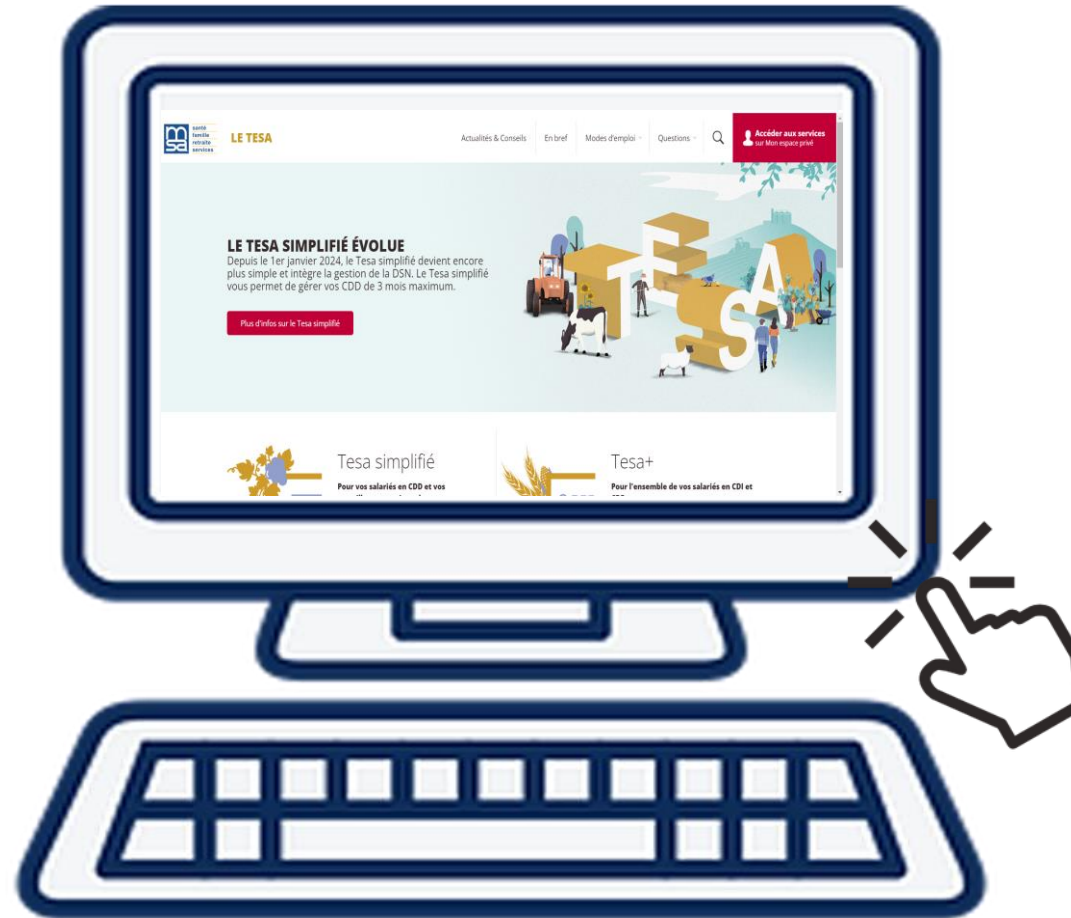 msa
santé
famille
retraite
services
LE TESA
Actualités & Conseils
En bref
Modes d'emploi
Questions
Accéder aux services
sur Mon espace privé
LE TESA SIMPLIFIÉ ÉVOLUE
Depuis le 1er janvier 2024, le Tesa simplifié devient encore
plus simple et intègre la gestion de la DSN. Le Tesa simplifié
vous permet de gérer vos CDD de 3 mois maximum.
Plus d'infos sur le Tesa simplifié
TESA
Tesa simplifié
Pour vos salariés en CDD et vos
Tesa+
Pour l'ensemble de vos salariés en CDI et